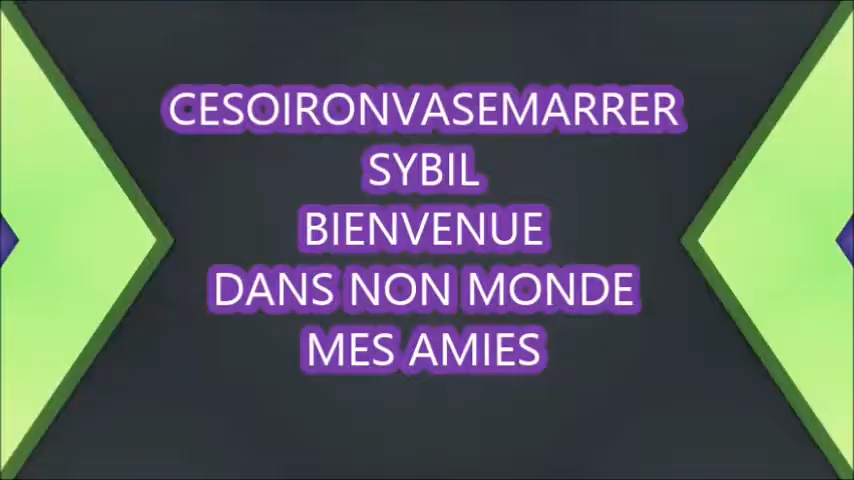 CESOIRONVASEMARRER
SYBIL
BIENVENUE
DANS NON MONDE
MES AMIES